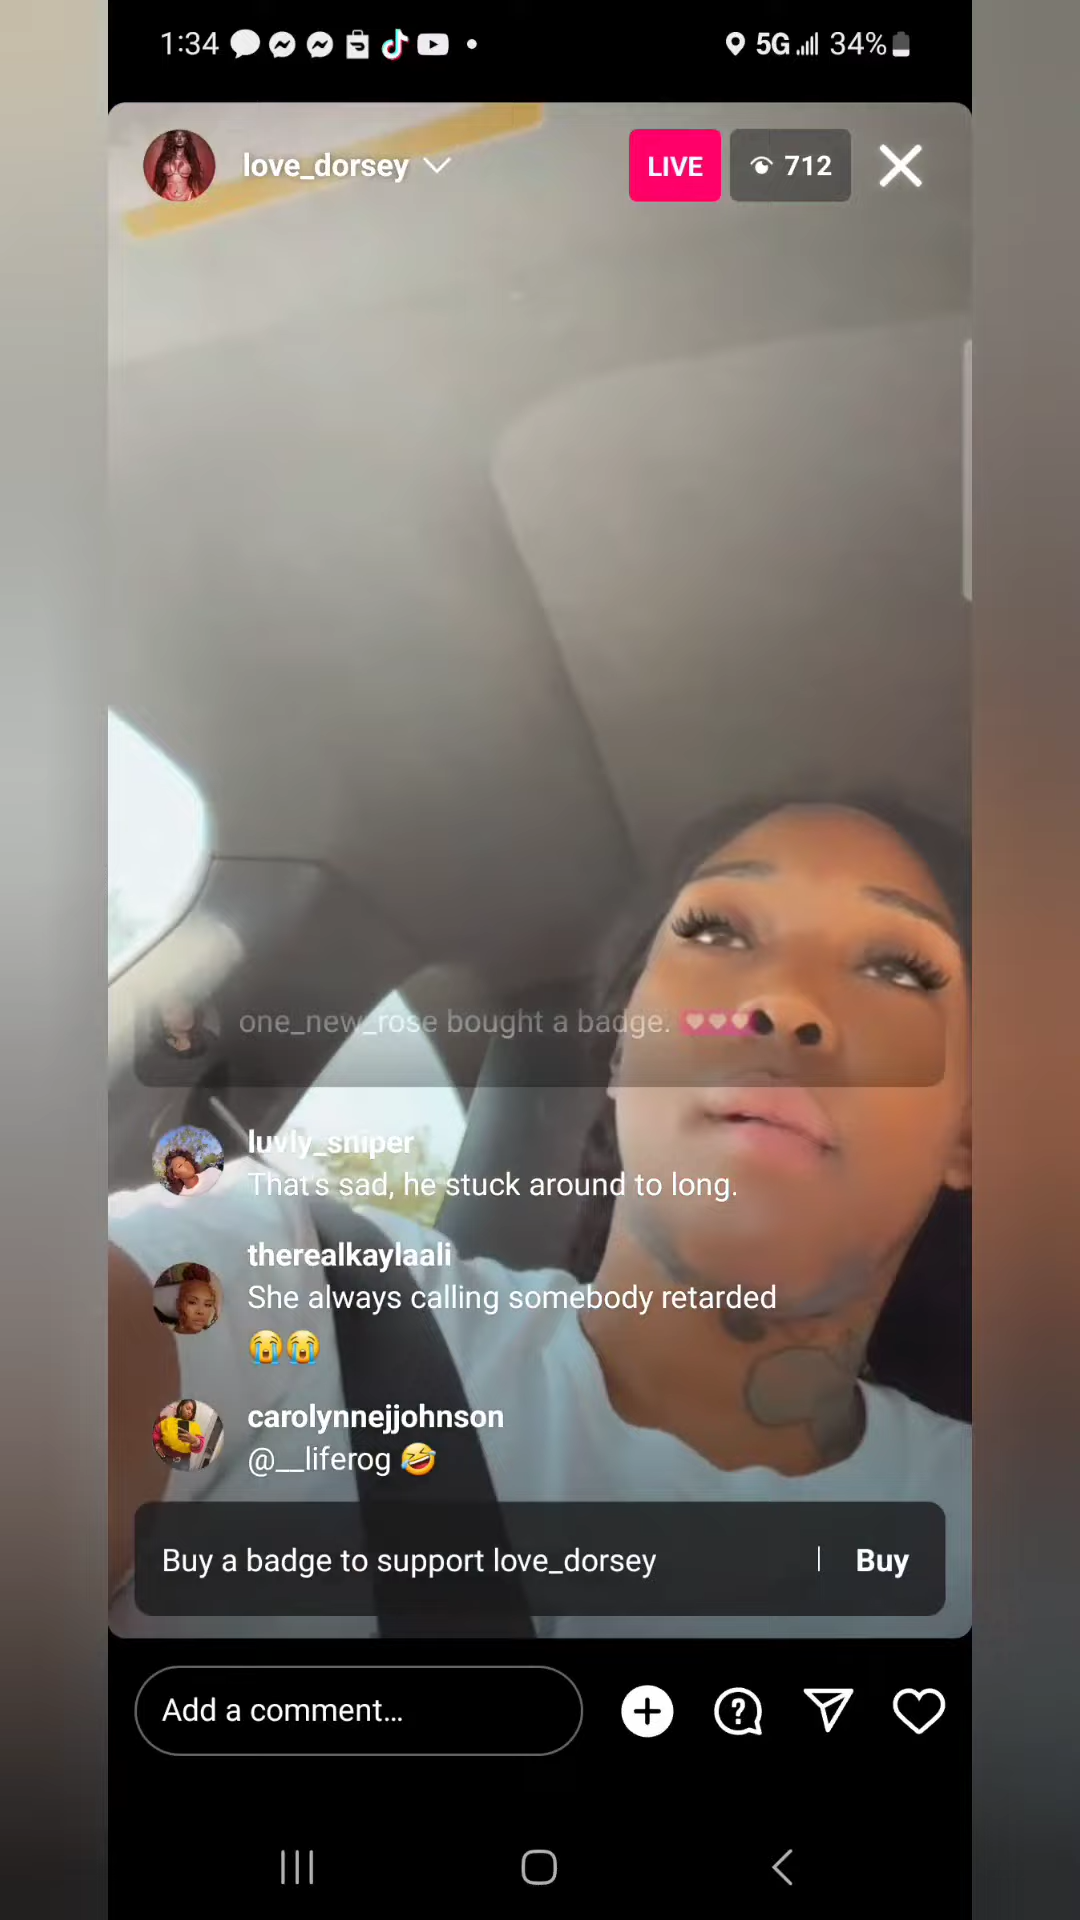 1:34
5G
34%
love_dorsey
LIVE
712
one_new_rose bought a badge.
luvly_sniper
That's sad, he stuck around to long.
therealkaylaali
She always calling somebody retarded
😭😭
carolynnejjohnson
@__liferog 🤣
Buy a badge to support love_dorsey | Buy
Add a comment...